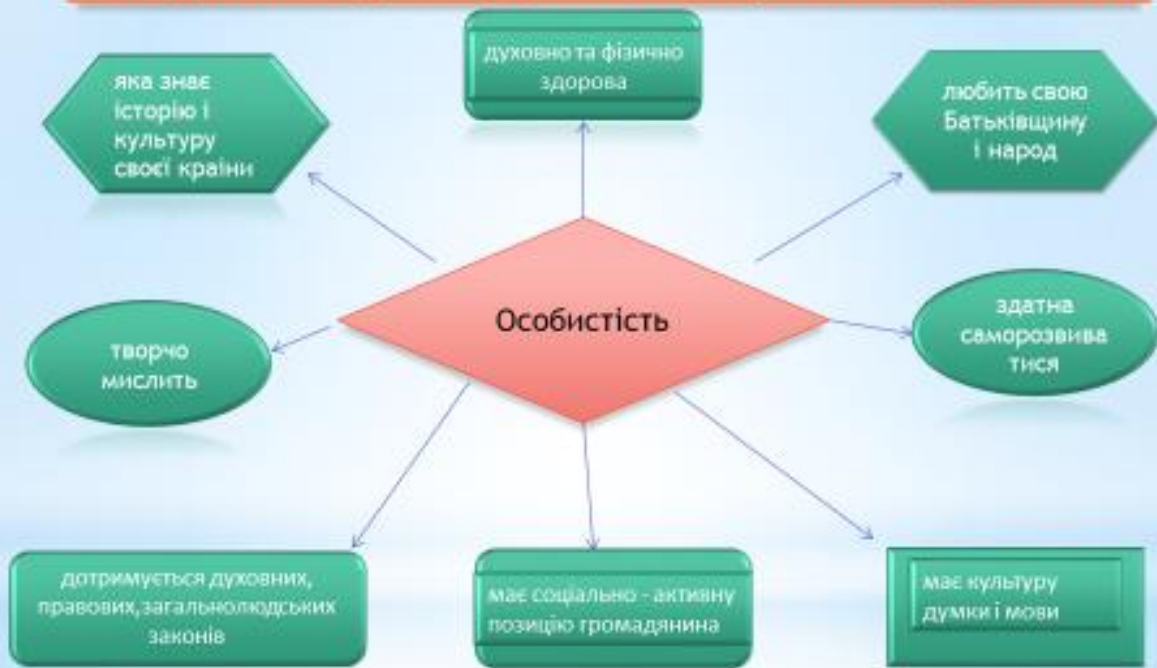 духовно та фізично
здорова
яка знає
історію і
культуру
своєї країни
любить свою
Батьківщину
і народ
Особистість
творчо
мислить
здатна
саморозвива
тися
дотримується духовних,
правових,загальнолюдських
законів
має соціально - активну
позицію громадянина
має культуру
думки і мови